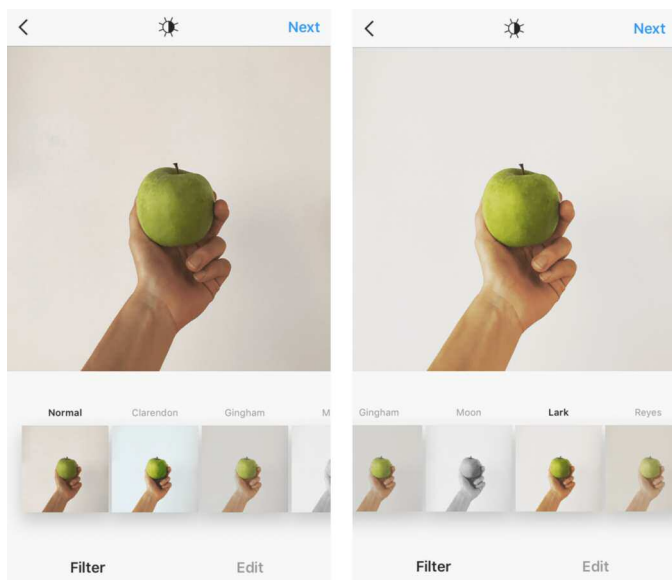 Next
Normal Clarendon Gingham M
Filter Edit
Next
Gingham Moon Lark Reyes
Filter Edit